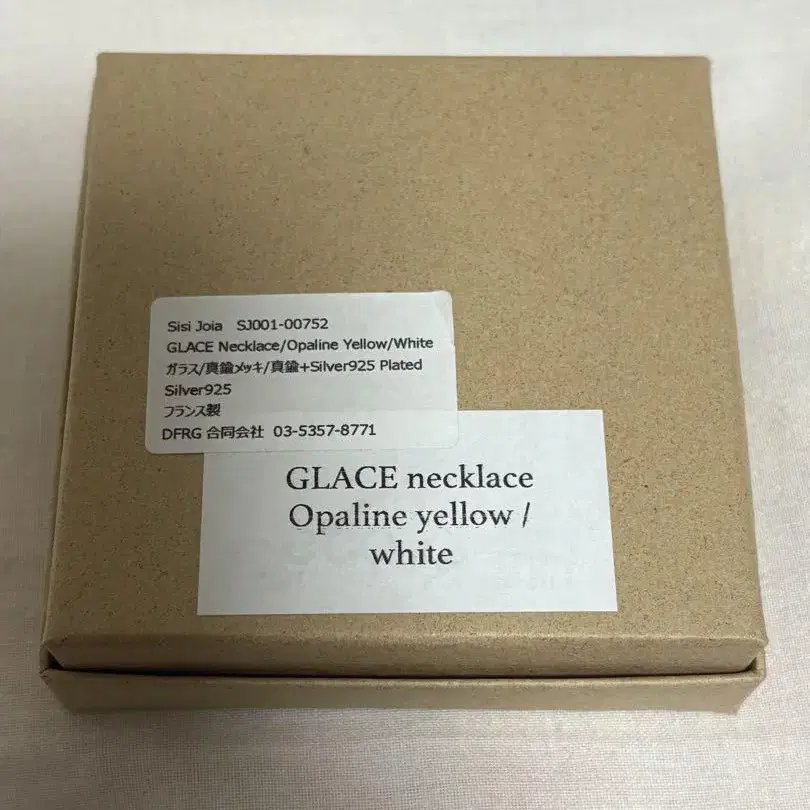 Sisi Joia SJ001-00752
GLACE Necklace/Opaline Yellow/White
ガラス/真鍮メッキ/真鍮+Silver925 Plated
Silver925
フランス製
DFRG 合同会社 03-5357-8771
GLACE necklace
Opaline yellow /
white